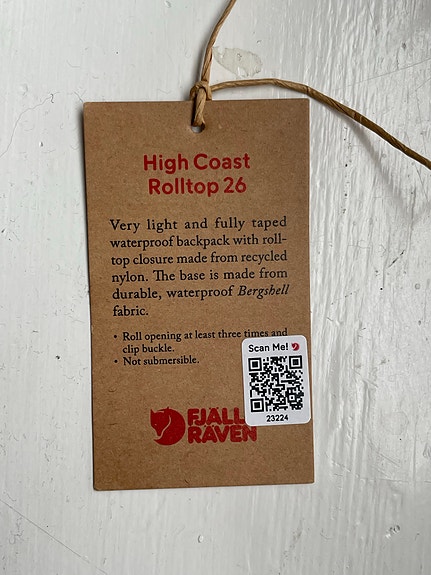 High Coast
Rolltop 26
Very light and fully taped
waterproof backpack with roll-
top closure made from recycled
nylon. The base is made from
durable, waterproof Bergshell
fabric.
• Roll opening at least three times and
clip buckle.
• Not submersible.
Scan Me!
23224
FJÄLL
RÄVEN